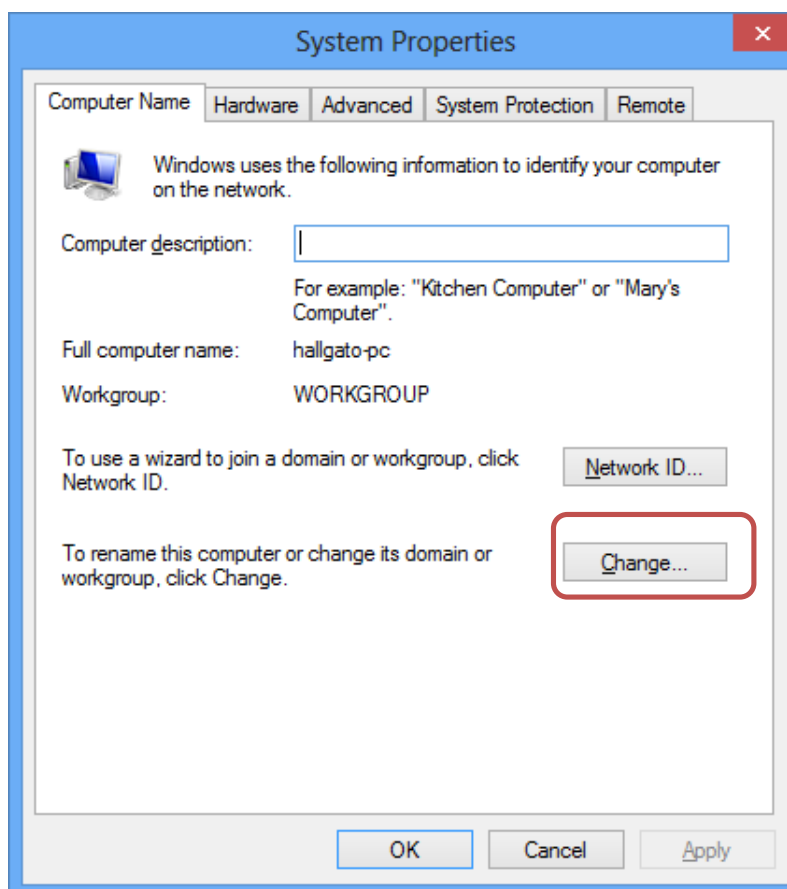 System Properties
Computer Name
Hardware
Advanced
System Protection
Remote
Windows uses the following information to identify your computer
on the network.
Computer description:
For example: "Kitchen Computer" or "Mary's
Computer".
Full computer name:
hallgato-pc
Workgroup:
WORKGROUP
To use a wizard to join a domain or workgroup, click
Network ID.
Network ID...
To rename this computer or change its domain or
workgroup, click Change.
Change...
OK
Cancel
Apply